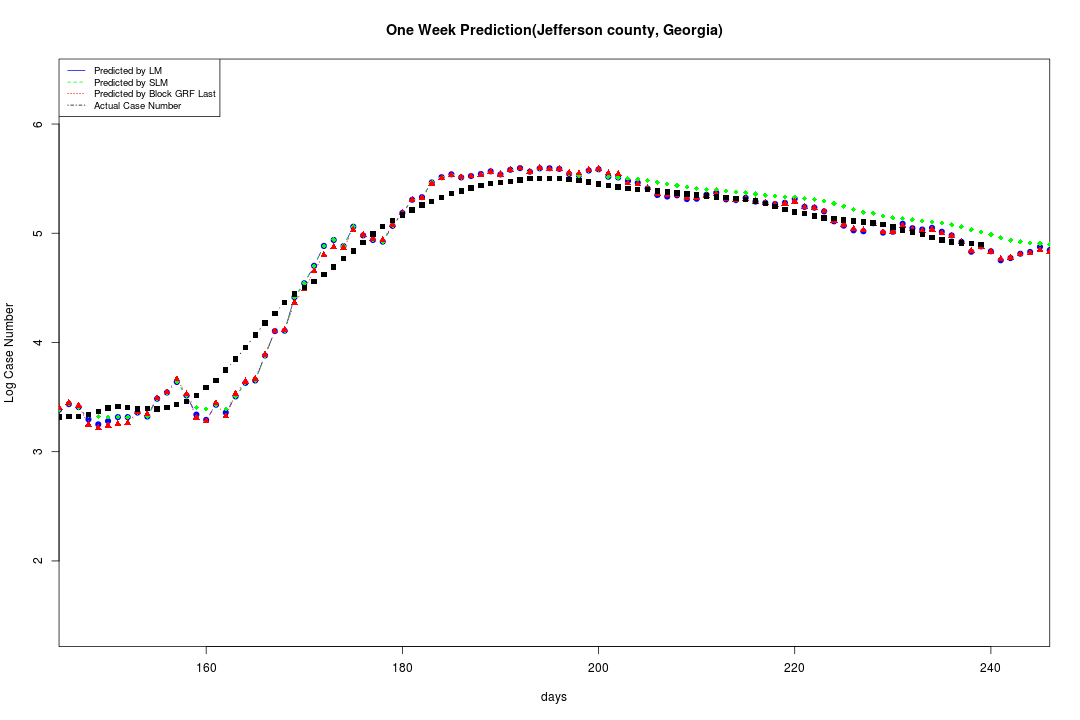 One Week Prediction(Jefferson county, Georgia)
Predicted by LM
Predicted by SLM
Predicted by Block GRF Last
Actual Case Number
6
5
4
3
2
Log Case Number
160 180 200 220 240
days